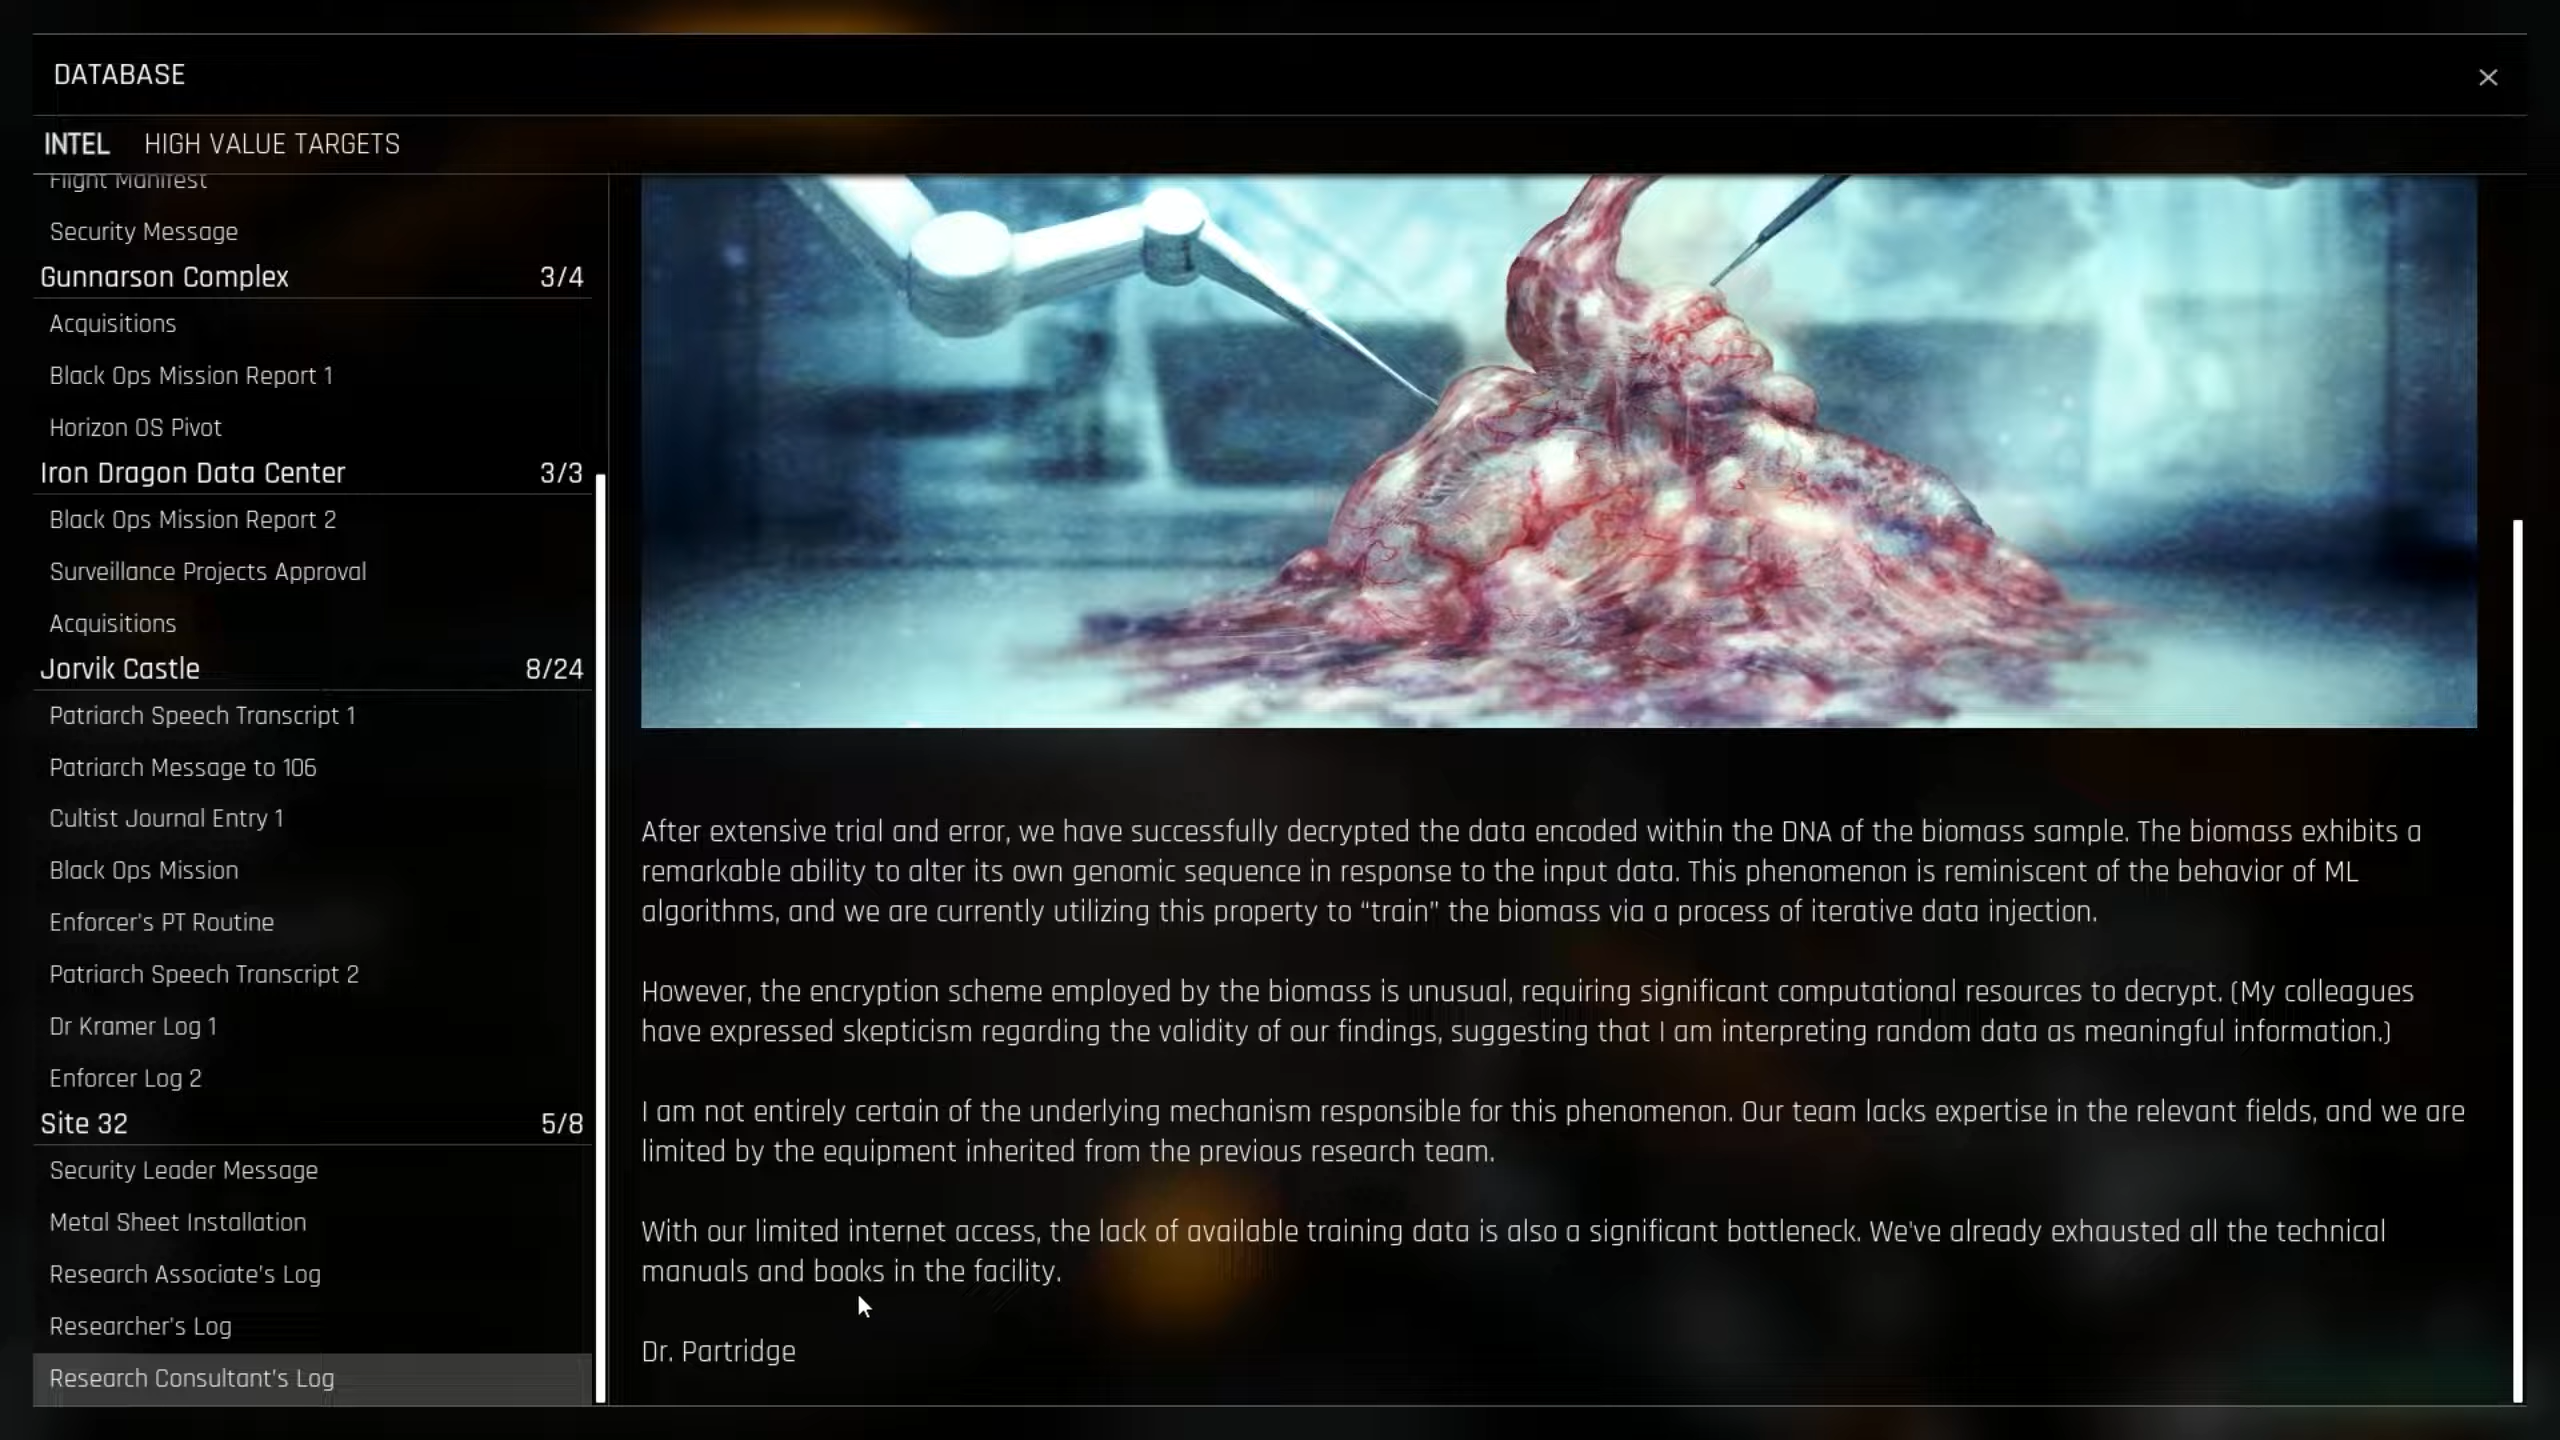 DATABASE
INTEL HIGH VALUE TARGETS
Flight Manifest
Security Message
Gunnarson Complex 3/4
Acquisitions
Black Ops Mission Report 1
Horizon OS Pivot
Iron Dragon Data Center 3/3
Black Ops Mission Report 2
Surveillance Projects Approval
Acquisitions
Jorvik Castle 8/24
Patriarch Speech Transcript 1
Patriarch Message to 106
Cultist Journal Entry 1
Black Ops Mission
Enforcer's PT Routine
Patriarch Speech Transcript 2
Dr Kramer Log 1
Enforcer Log 2
Site 32 5/8
Security Leader Message
Metal Sheet Installation
Research Associate's Log
Researcher's Log
Research Consultant's Log
After extensive trial and error, we have successfully decrypted the data encoded within the DNA of the biomass sample. The biomass exhibits a
remarkable ability to alter its own genomic sequence in response to the input data. This phenomenon is reminiscent of the behavior of ML
algorithms, and we are currently utilizing this property to “train” the biomass via a process of iterative data injection.
However, the encryption scheme employed by the biomass is unusual, requiring significant computational resources to decrypt. (My colleagues
have expressed skepticism regarding the validity of our findings, suggesting that I am interpreting random data as meaningful information.)
I am not entirely certain of the underlying mechanism responsible for this phenomenon. Our team lacks expertise in the relevant fields, and we are
limited by the equipment inherited from the previous research team.
With our limited internet access, the lack of available training data is also a significant bottleneck. We've already exhausted all the technical
manuals and books in the facility.
Dr. Partridge